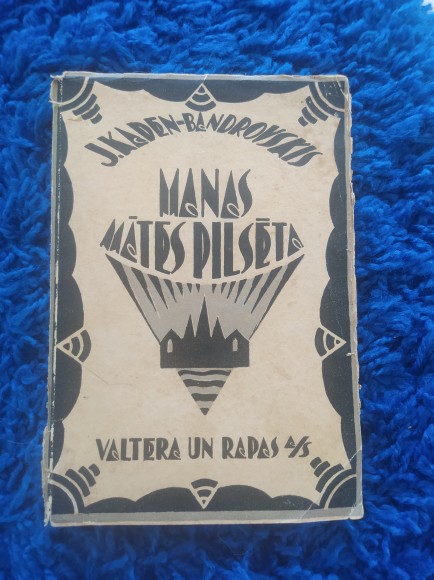 J. KADEN-BANDROVSKIS
MANAS
MĀTES PILSĒTA
VALTERA UN RAPAS A/S